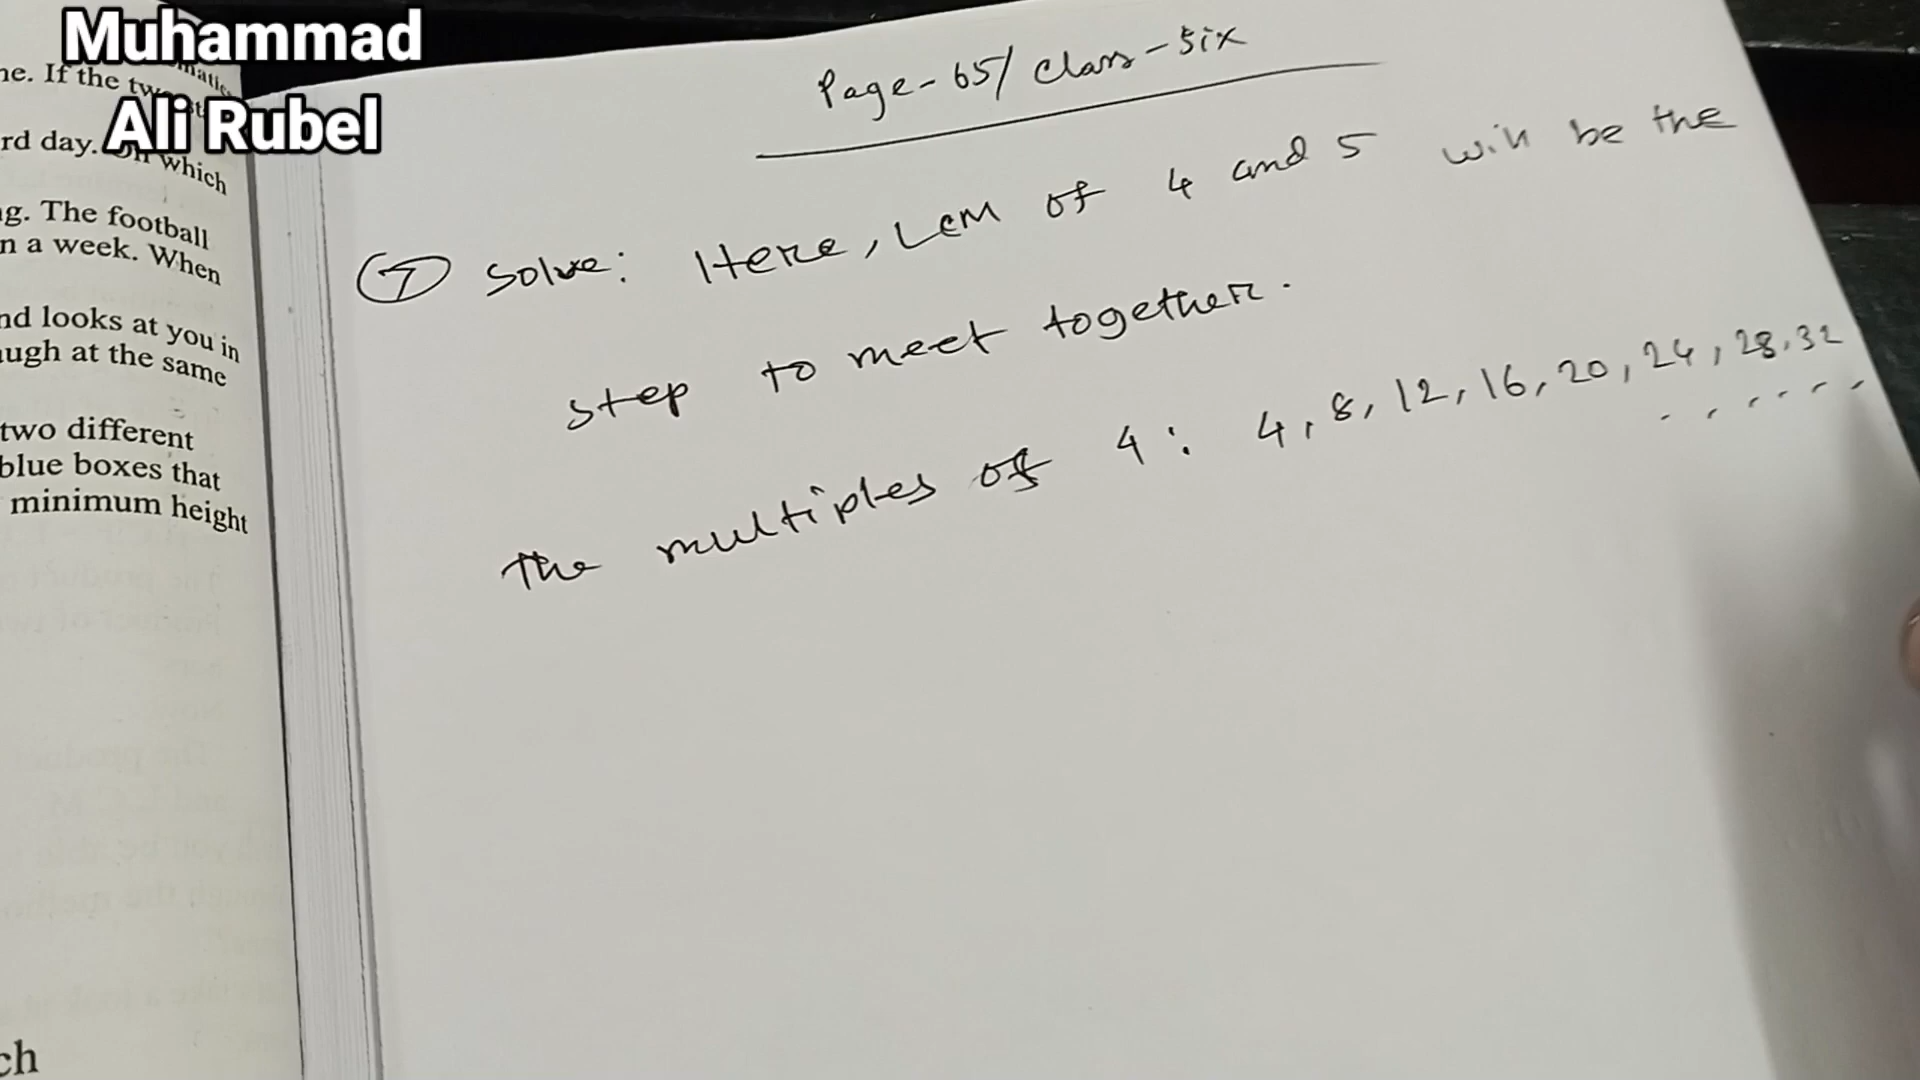 Muhammad
Ali Rubel
ne. If the two
rd day. On which
g. The football
n a week. When
nd looks at you in
augh at the same
two different
blue boxes that
minimum height
ch
Page-65/ Class-Six
7 Solve: Here, LCM of 4 and 5 will be the
step to meet together.
The multiples of 4: 4, 8, 12, 16, 20, 24, 28, 32
......